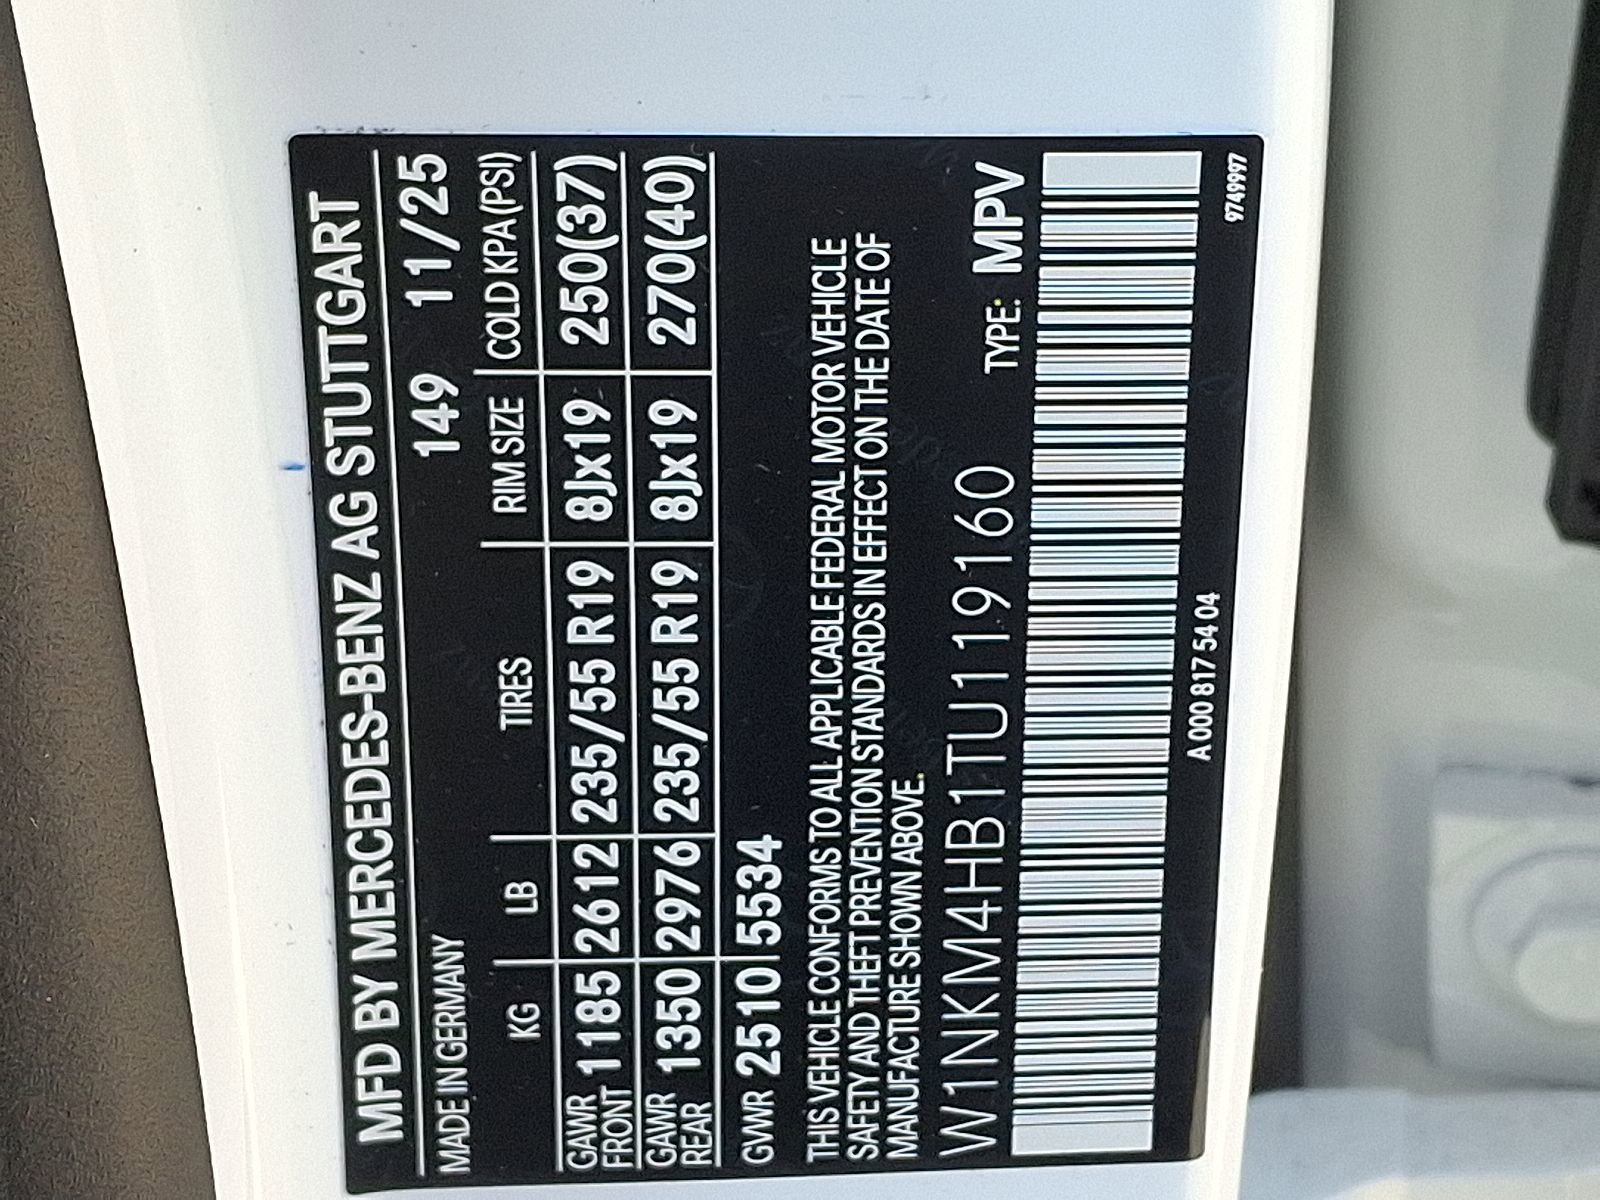 MFD BY MERCEDES-BENZ AG STUTTGART
MADE IN GERMANY 149 11/25
KG LB TIRES RIM SIZE COLD KPA (PSI)
GAWR FRONT 1185 2612 235/55 R19 8Jx19 250(37)
GAWR REAR 1350 2976 235/55 R19 8Jx19 270(40)
GWWR 2510 5534
THIS VEHICLE CONFORMS TO ALL APPLICABLE FEDERAL MOTOR VEHICLE
SAFETY AND THEFT PREVENTION STANDARDS IN EFFECT ON THE DATE OF
MANUFACTURE SHOWN ABOVE.
W1NKM4HB1TU119160 TYPE: MPV
A 000 817 54 04
9749997